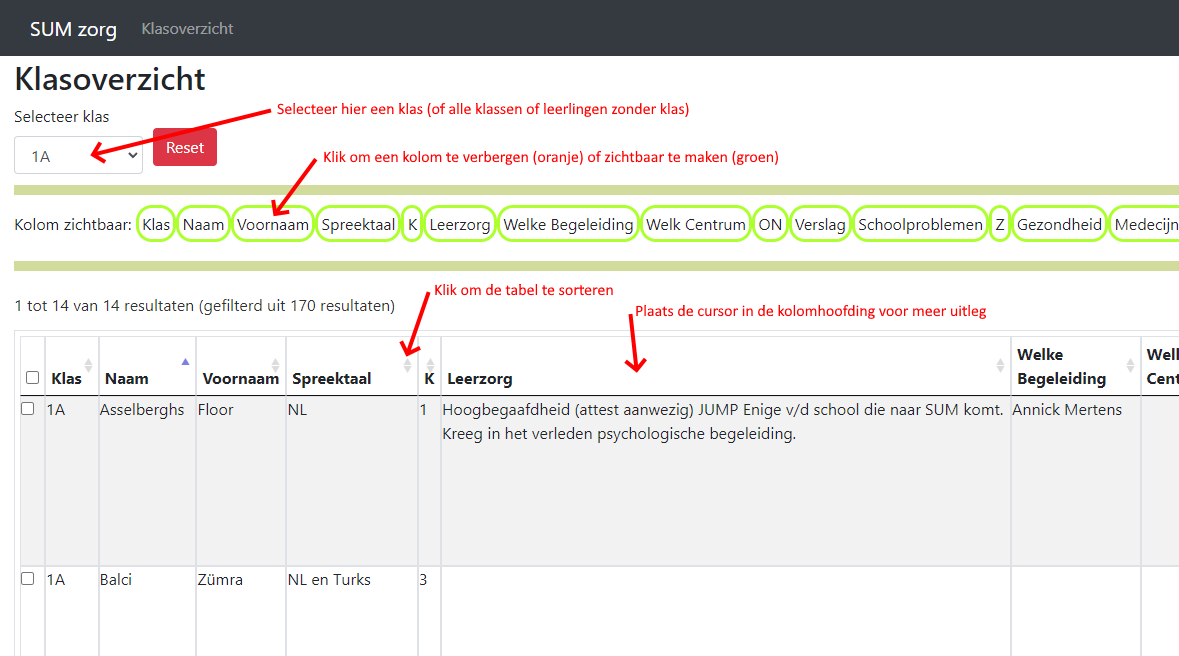 SUM zorg Klasoverzicht
Klasoverzicht
Selecteer klas
Selecteer hier een klas (of alle klassen of leerlingen zonder klas)
1A Reset
Klik om een kolom te verbergen (oranje) of zichtbaar te maken (groen)
Kolom zichtbaar: Klas Naam Voornaam Spreektaal K Leerzorg Welke Begeleiding Welk Centrum ON Verslag Schoolproblemen Z Gezondheid Medecijn
1 tot 14 van 14 resultaten (gefilterd uit 170 resultaten)
Klik om de tabel te sorteren
Plaats de cursor in de kolomhoofding voor meer uitleg
Klas Naam Voornaam Spreektaal K Leerzorg Welke Begeleiding Welk Cent
1A Asselberghs Floor NL 1 Hoogbegaafdheid (attest aanwezig) JUMP Enige v/d school die naar SUM komt. Annick Mertens
Kreeg in het verleden psychologische begeleiding.
1A Balci Zümra NL en Turks 3